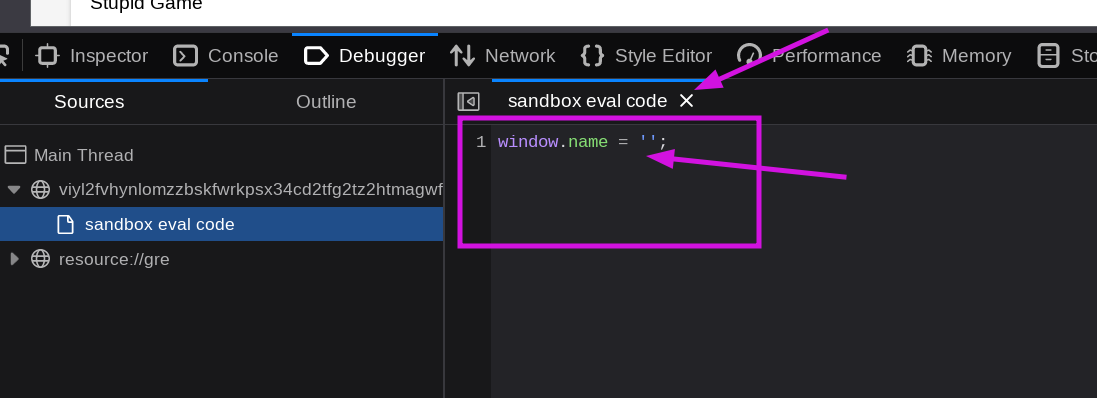 Stupid Game
Inspector Console Debugger Network Style Editor Performance Memory
Sources Outline
sandbox eval code
1 window.name = '';
Main Thread
viyl2fvhynlomzzbskfwrkpsx34cd2tfg2tz2htmagwf
sandbox eval code
resource://gre